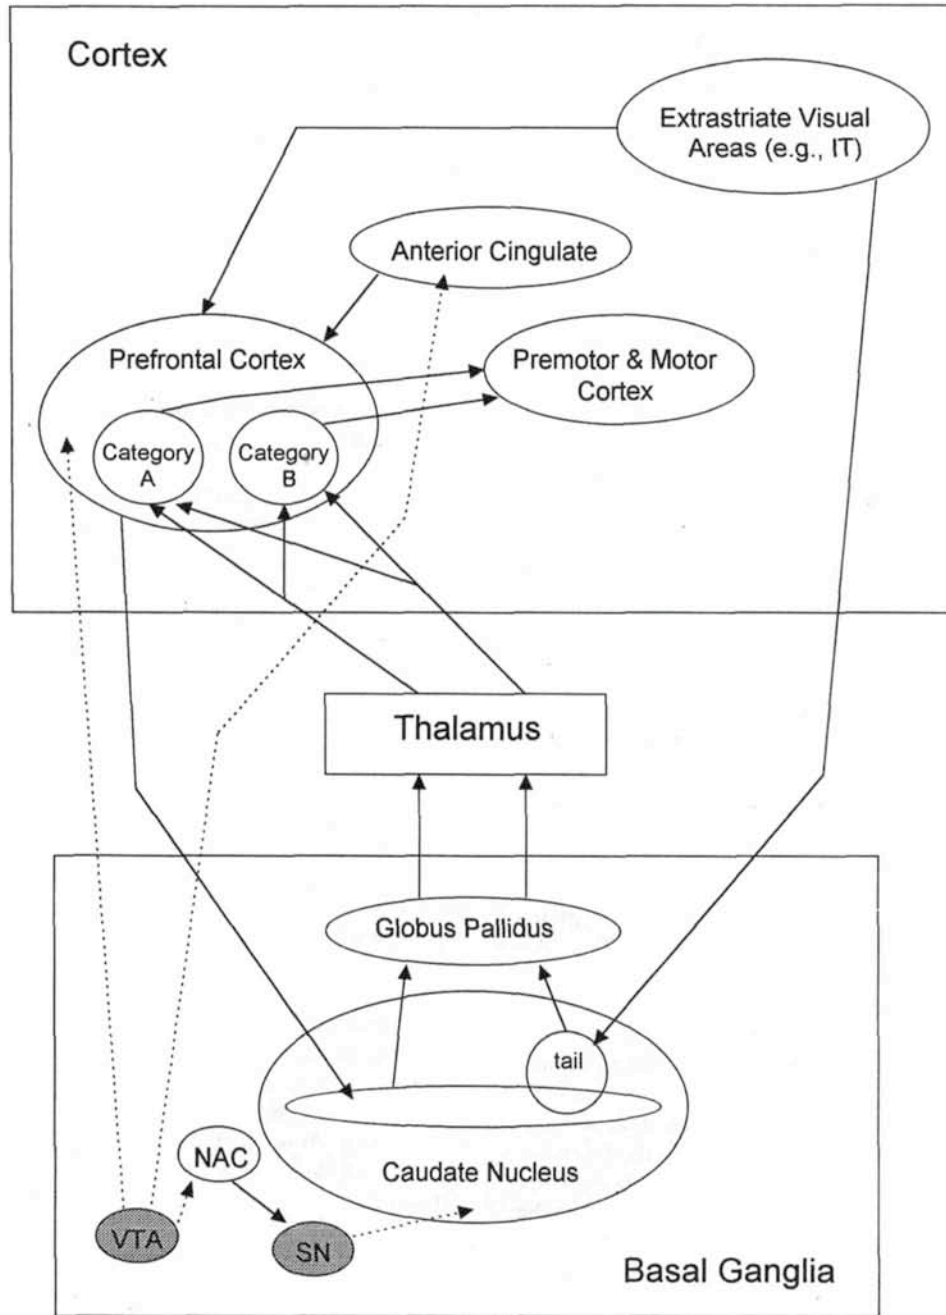 Cortex
Extrastriate Visual
Areas (e.g., IT)
Anterior Cingulate
Prefrontal Cortex
Premotor & Motor
Cortex
Category
A
Category
B
Thalamus
Globus Pallidus
tail
NAC
Caudate Nucleus
VTA
SN
Basal Ganglia